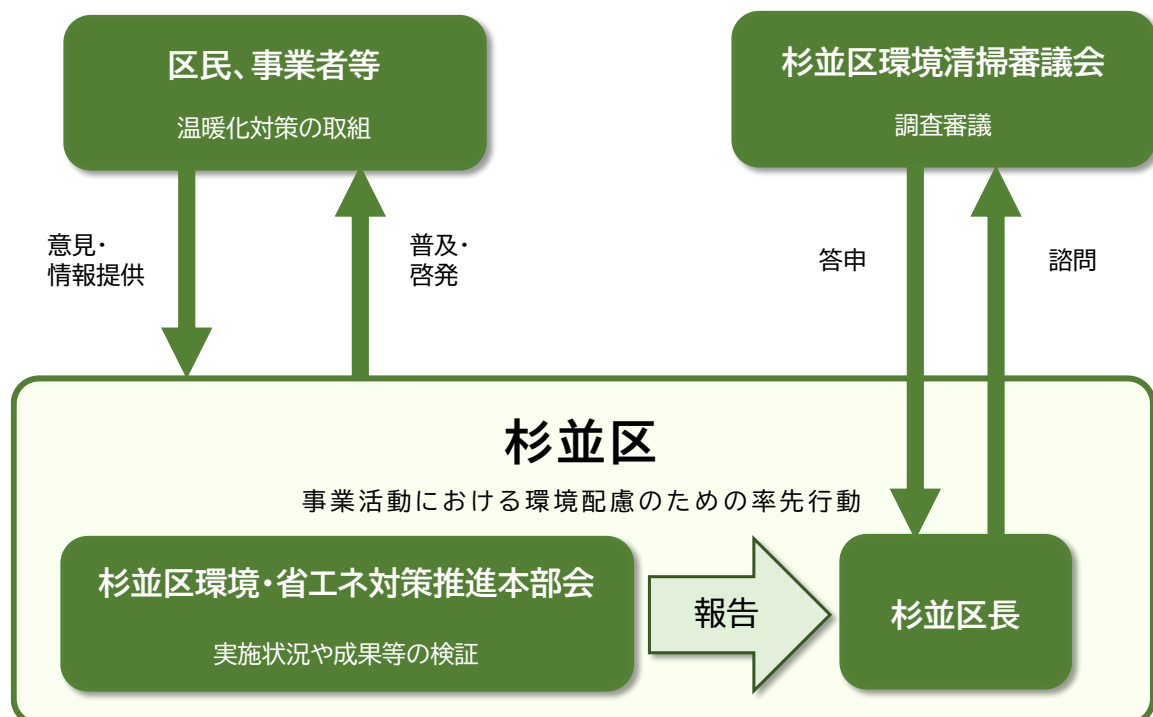 区民、事業者等
温暖化対策の取組
杉並区環境清掃審議会
調査審議
意見・
情報提供
普及・
啓発
答申
諮問
杉並区
事業活動における環境配慮のための率先行動
杉並区環境・省エネ対策推進本部会
実施状況や成果等の検証
報告
杉並区長